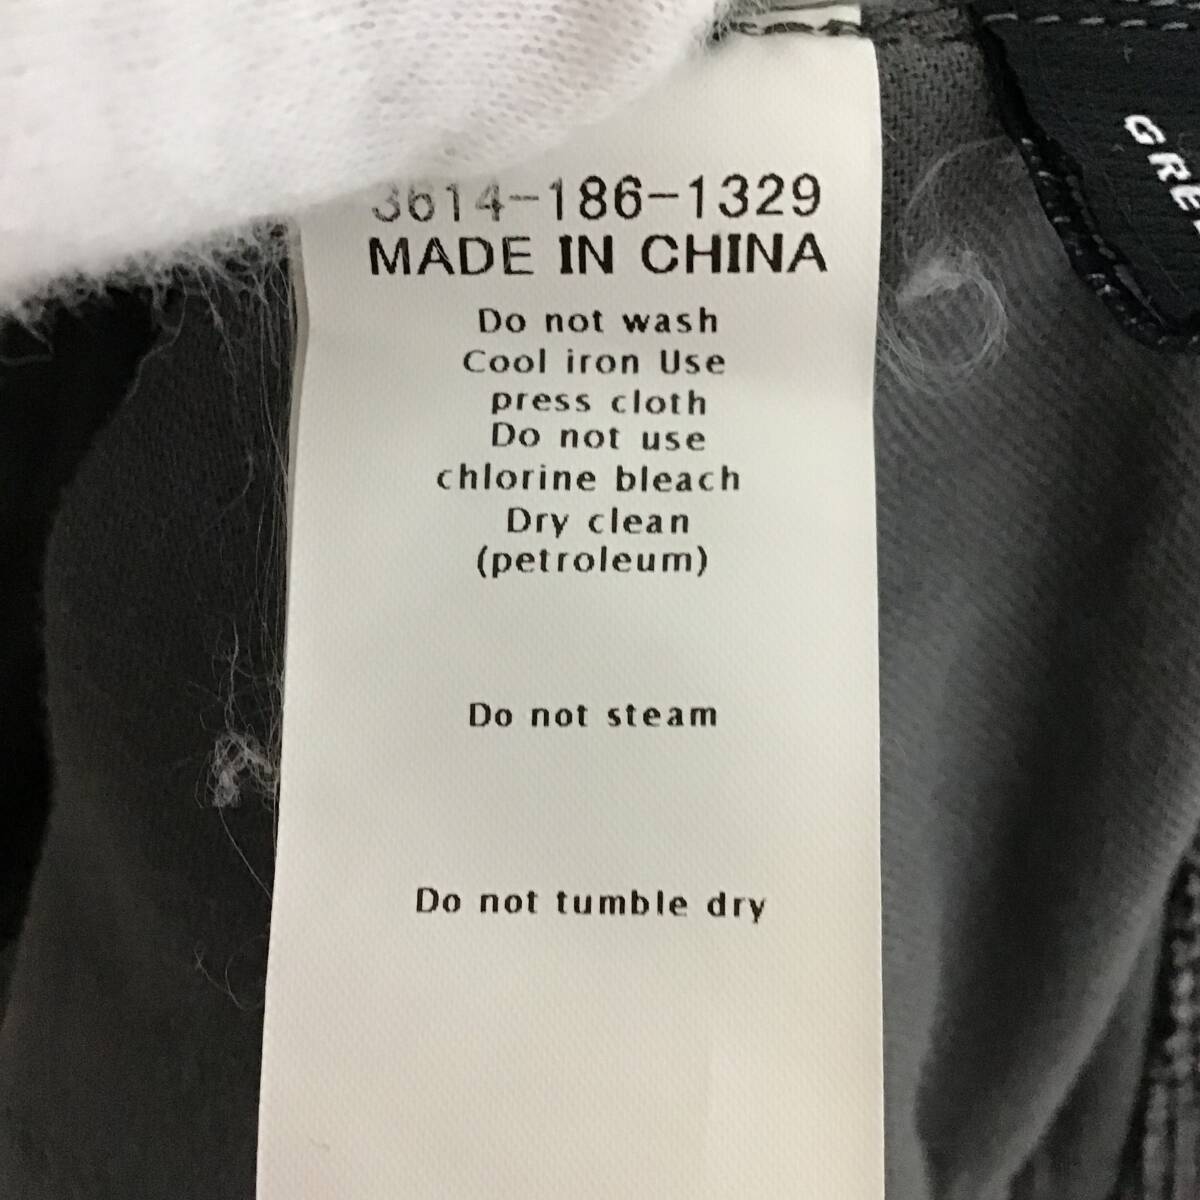 3614-186-1329
MADE IN CHINA
Do not wash
Cool iron Use
press cloth
Do not use
chlorine bleach
Dry clean
(petroleum)
Do not steam
Do not tumble dry